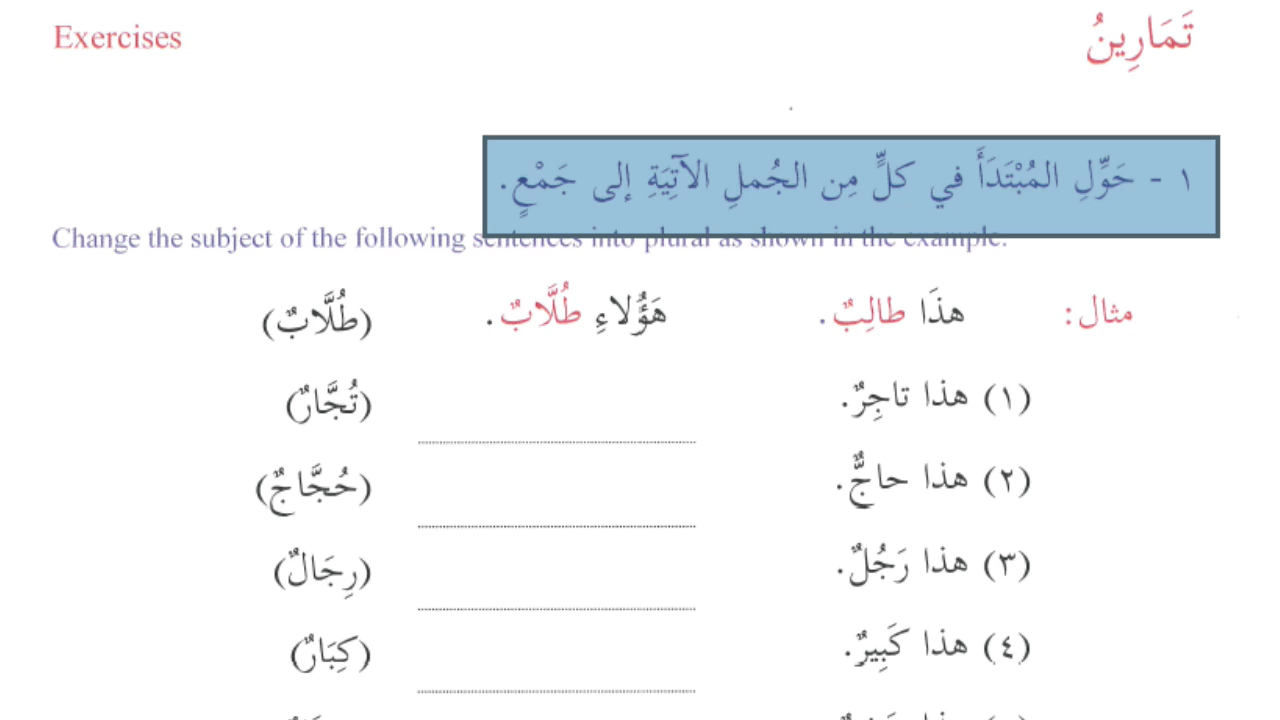 Exercises تَمَارِينُ
١ - حَوِّلِ المُبْتَدَأَ في كلٍّ مِن الجُملِ الآتِيَةِ إلى جَمْعٍ.
Change the subject of the following sentences into plural as shown in the example.
مثال: هذَا طالِبٌ. هَؤُلاءِ طُلَّابٌ. (طُلَّابٌ)
(١) هذا تاجِرٌ. (تُجَّارٌ)
(٢) هذا حاجٌّ. (حُجَّاجٌ)
(٣) هذا رَجُلٌ. (رِجَالٌ)
(٤) هذا كَبِيرٌ. (كِبَارٌ)